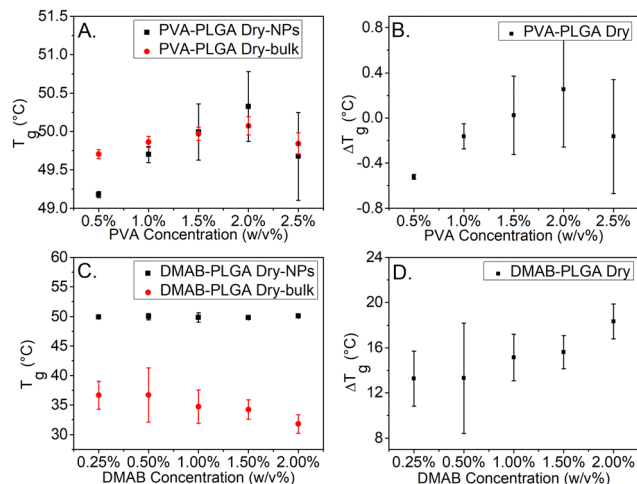 A.
PVA-PLGA Dry-NPs
PVA-PLGA Dry-bulk
T_g (°C)
51.0
50.5
50.0
49.5
49.0
0.5% 1.0% 1.5% 2.0% 2.5%
PVA Concentration (w/v%)
B.
PVA-PLGA Dry
ΔT_g (°C)
0.8
0.4
0.0
-0.4
-0.8
0.5% 1.0% 1.5% 2.0% 2.5%
PVA Concentration (w/v%)
C.
DMAB-PLGA Dry-NPs
DMAB-PLGA Dry-bulk
T_g (°C)
60
55
50
45
40
35
30
0.25% 0.50% 1.00% 1.50% 2.00%
DMAB Concentration (w/v%)
D.
DMAB-PLGA Dry
ΔT_g (°C)
24
20
16
12
8
0.25% 0.50% 1.00% 1.50% 2.00%
DMAB Concentration (w/v%)